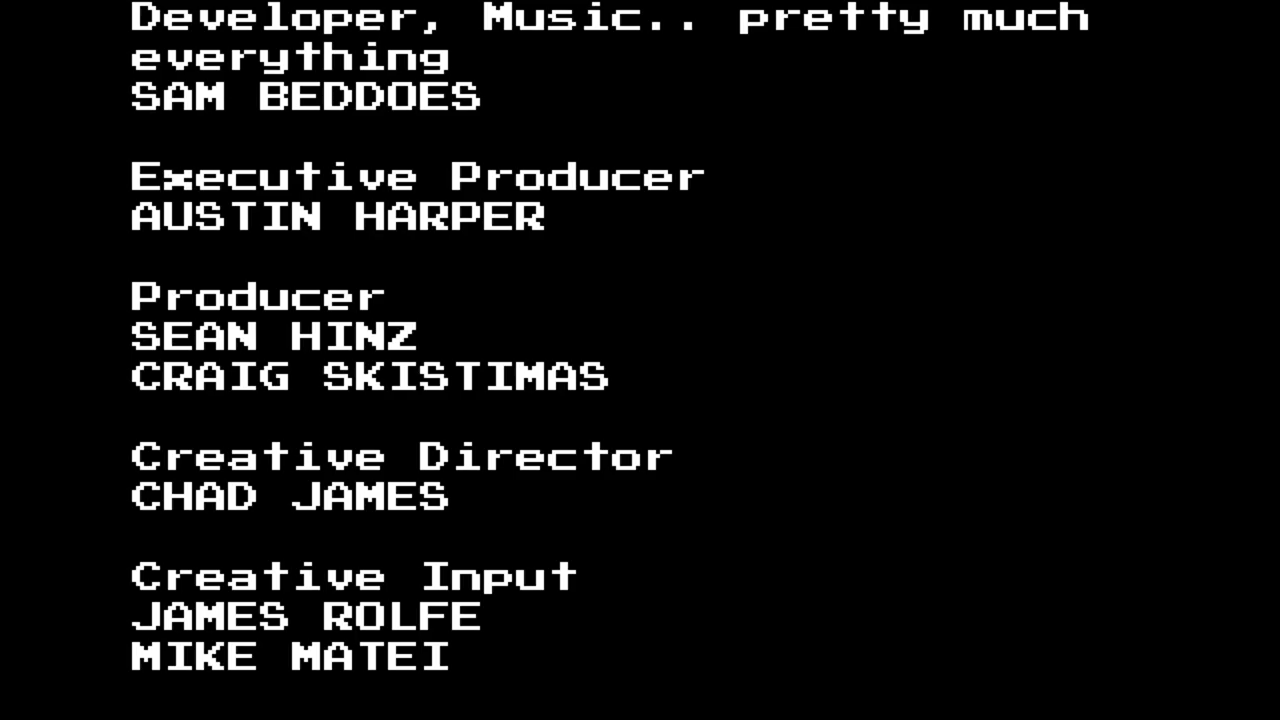 Developer, Music.. pretty much
everything
SAM BEDDOES
Executive Producer
AUSTIN HARPER
Producer
SEAN HINZ
CRAIG SKISTIMAS
Creative Director
CHAD JAMES
Creative Input
JAMES ROLFE
MIKE MATEI